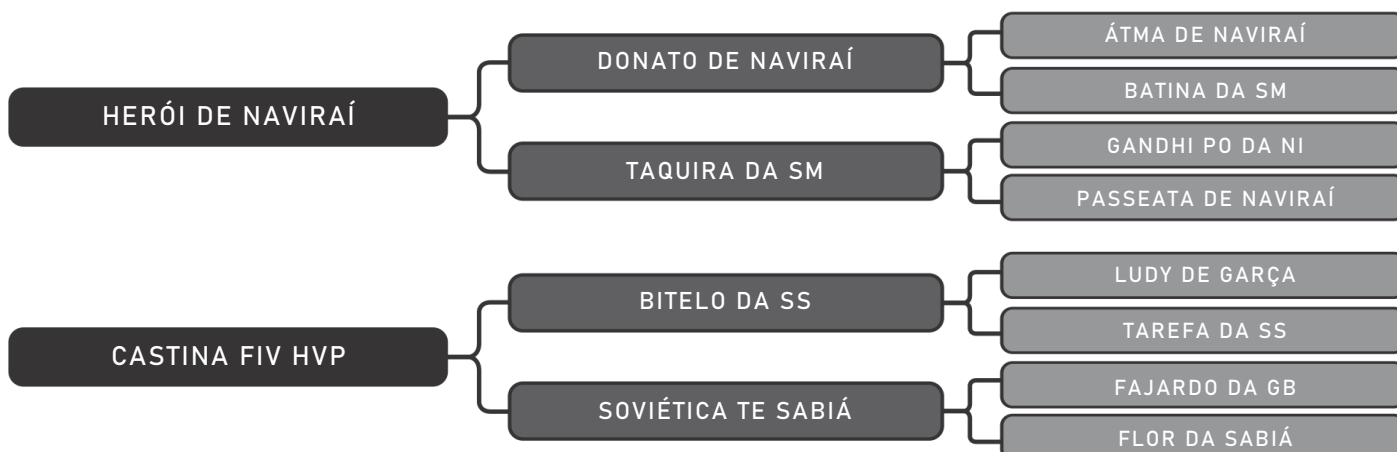 HERÓI DE NAVIRAÍ
DONATO DE NAVIRAÍ
ÁTMA DE NAVIRAÍ
BATINA DA SM
TAQUIRA DA SM
GANDHI PO DA NI
PASSEATA DE NAVIRAÍ
CASTINA FIV HVP
BITELO DA SS
LUDY DE GARÇA
TAREFA DA SS
SOVIÉTICA TE SABIÁ
FAJARDO DA GB
FLOR DA SABIÁ